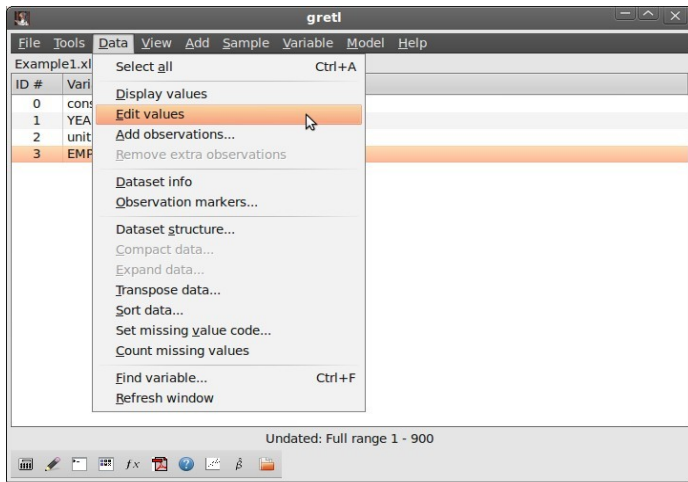 gretl
File Tools Data View Add Sample Variable Model Help
Example1.xl
ID # Vari
0 cons
1 YEA
2 unit
3 EMP
Select all Ctrl+A
Display values
Edit values
Add observations...
Remove extra observations
Dataset info
Observation markers...
Dataset structure...
Compact data...
Expand data...
Transpose data...
Sort data...
Set missing value code...
Count missing values
Find variable... Ctrl+F
Refresh window
Undated: Full range 1 - 900
fx
β̂